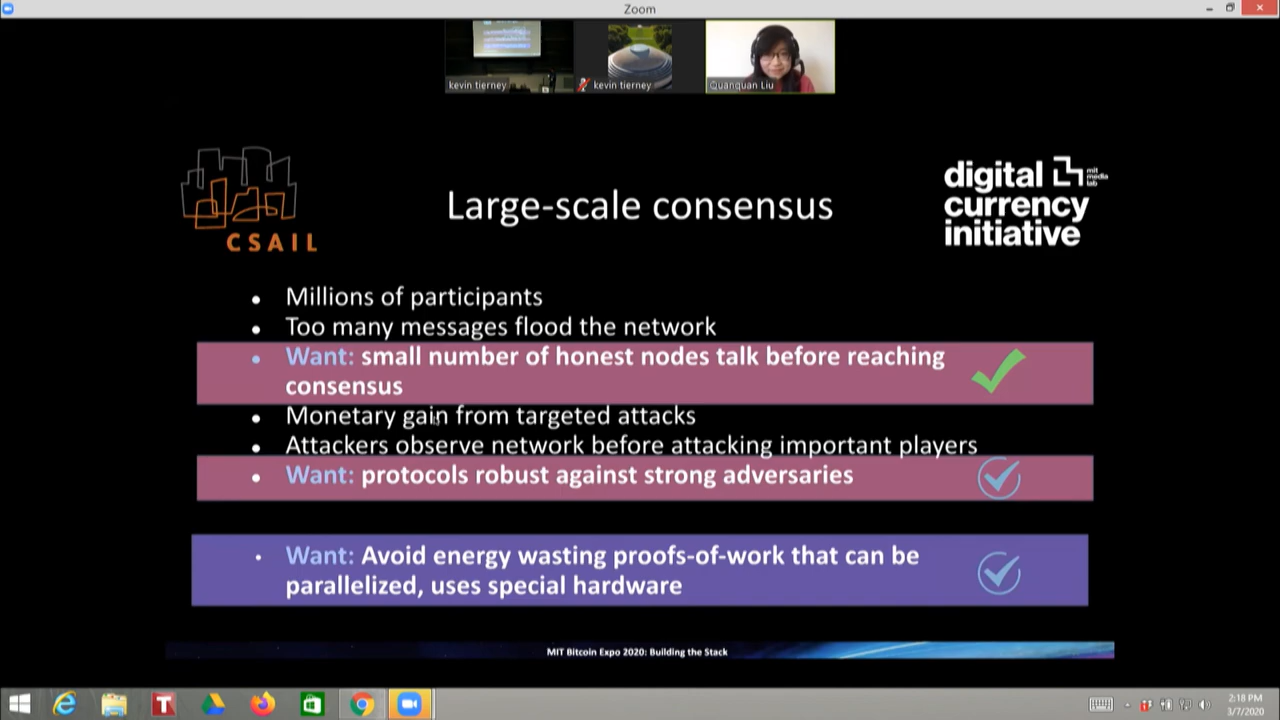 Zoom
kevin tierney
kevin tierney
Quanquan Liu
CSAIL
Large-scale consensus
digital
currency
initiative
mit
media
lab
Millions of participants
Too many messages flood the network
Want: small number of honest nodes talk before reaching
consensus
Monetary gain from targeted attacks
Attackers observe network before attacking important players
Want: protocols robust against strong adversaries
Want: Avoid energy wasting proofs-of-work that can be
parallelized, uses special hardware
MIT Bitcoin Expo 2020: Building the Stack
2:18 PM
3/7/2020